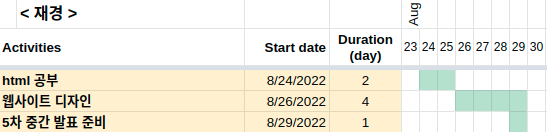 < 재경 >
Aug
Activities Start date Duration (day) 23 24 25 26 27 28 29 30
html 공부 8/24/2022 2
웹사이트 디자인 8/26/2022 4
5차 중간 발표 준비 8/29/2022 1